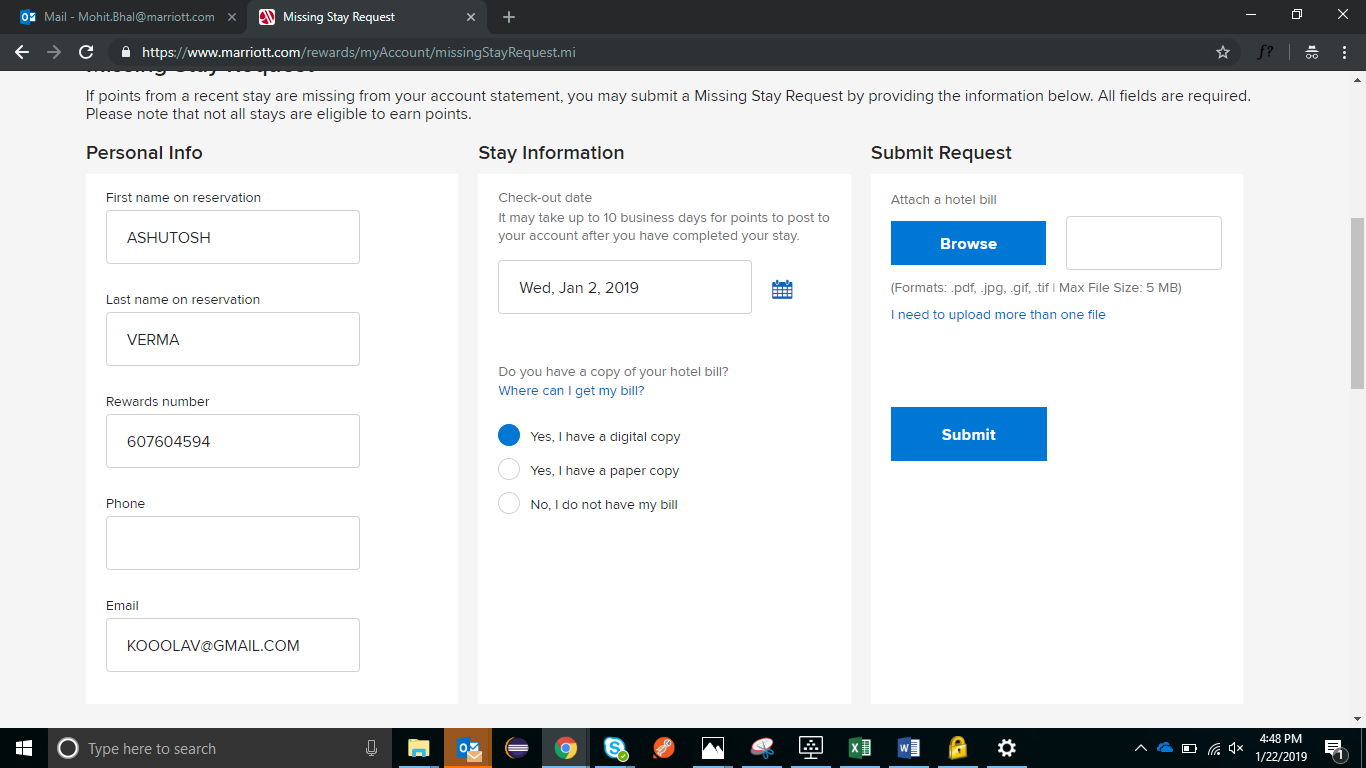 Mail - Mohit.Bhal@marriott.com
Missing Stay Request
https://www.marriott.com/rewards/myAccount/missingStayRequest.mi
f?
Missing Stay Request
If points from a recent stay are missing from your account statement, you may submit a Missing Stay Request by providing the information below. All fields are required.
Please note that not all stays are eligible to earn points.
Personal Info
First name on reservation
ASHUTOSH
Last name on reservation
VERMA
Rewards number
607604594
Phone
Email
KOOOLAV@GMAIL.COM
Stay Information
Check-out date
It may take up to 10 business days for points to post to
your account after you have completed your stay.
Wed, Jan 2, 2019
Do you have a copy of your hotel bill?
Where can I get my bill?
Yes, I have a digital copy
Yes, I have a paper copy
No, I do not have my bill
Submit Request
Attach a hotel bill
Browse
(Formats: .pdf, .jpg, .gif, .tif | Max File Size: 5 MB)
I need to upload more than one file
Submit
Type here to search
4:48 PM
1/22/2019
1